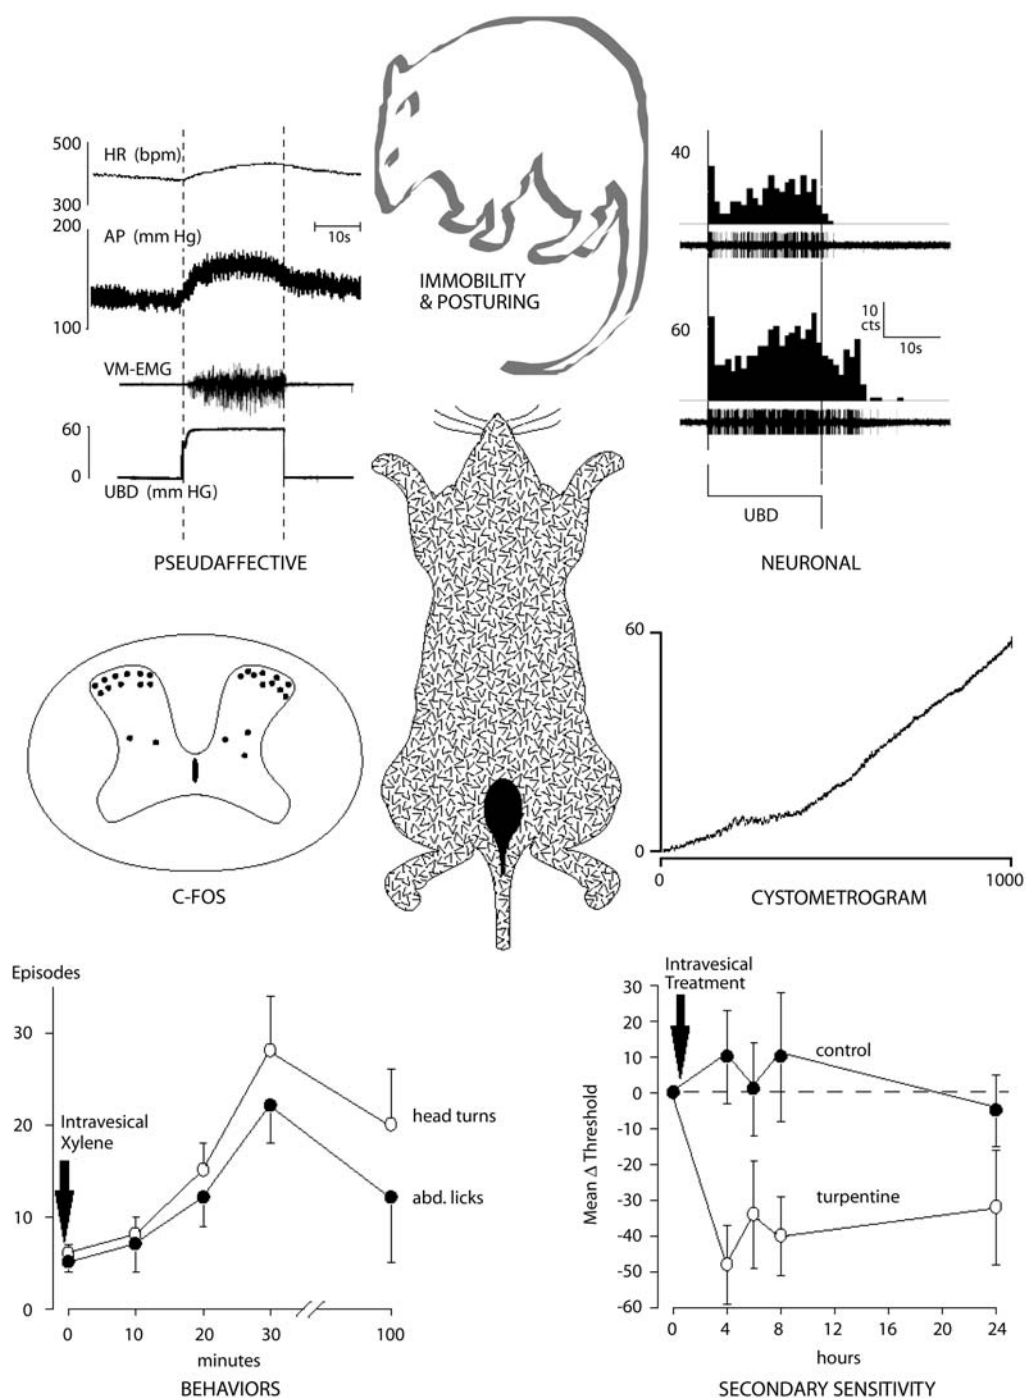 500
HR (bpm)
300
200
AP (mm Hg)
10s
100
VM-EMG
60
0
UBD (mm HG)
PSEUDAFFECTIVE
IMMOBILITY
& POSTURING
40
60
10
cts
10s
UBD
NEURONAL
C-FOS
60
0
0
1000
CYSTOMETROGRAM
Episodes
30
20
10
0
Intravesical
Xylene
head turns
abd. licks
0 10 20 30 100
minutes
BEHAVIORS
Intravesical
Treatment
30
20
10
0
-10
-20
-30
-40
-50
-60
Mean Δ Threshold
control
turpentine
0 4 8 12 16 20 24
hours
SECONDARY SENSITIVITY